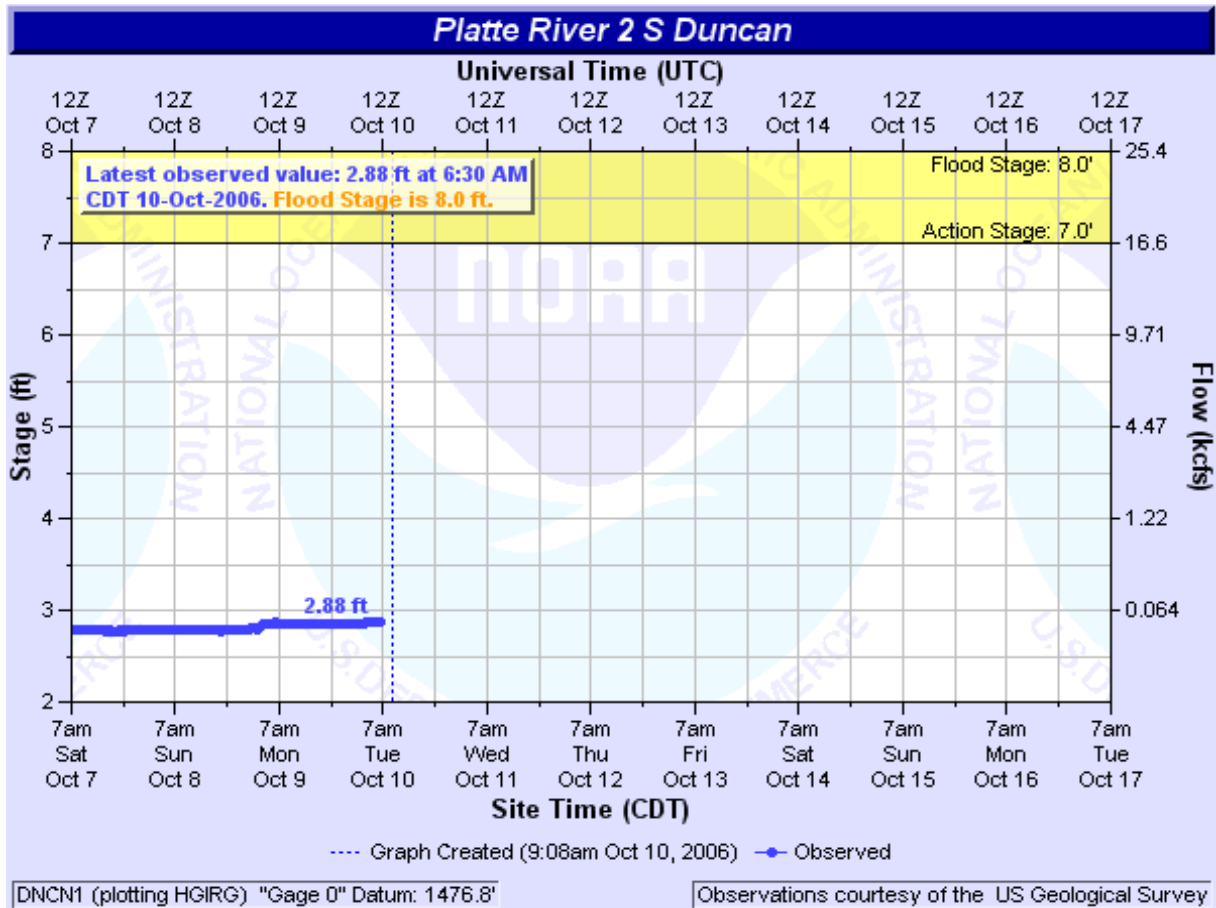 Platte River 2 S Duncan
Universal Time (UTC)
12Z 12Z 12Z 12Z 12Z 12Z 12Z 12Z 12Z 12Z 12Z
Oct 7 Oct 8 Oct 9 Oct 10 Oct 11 Oct 12 Oct 13 Oct 14 Oct 15 Oct 16 Oct 17
8 25.4
Latest observed value: 2.88 ft at 6:30 AM
CDT 10-Oct-2006. Flood Stage is 8.0 ft.
Flood Stage: 8.0'
Action Stage: 7.0'
7 16.6
NOAA
6 9.71
NATIONAL OCEANIC AND ATMOSPHERIC ADMINISTRATION
5 4.47
Stage (ft)
Flow (kcfs)
4 1.22
3 0.064
2.88 ft
U.S. DEPARTMENT OF COMMERCE
2
7am 7am 7am 7am 7am 7am 7am 7am 7am 7am 7am
Sat Sun Mon Tue Wed Thu Fri Sat Sun Mon Tue
Oct 7 Oct 8 Oct 9 Oct 10 Oct 11 Oct 12 Oct 13 Oct 14 Oct 15 Oct 16 Oct 17
Site Time (CDT)
Graph Created (9:08am Oct 10, 2006) Observed
DNCN1 (plotting HGIRG) "Gage 0" Datum: 1476.8'
Observations courtesy of the US Geological Survey